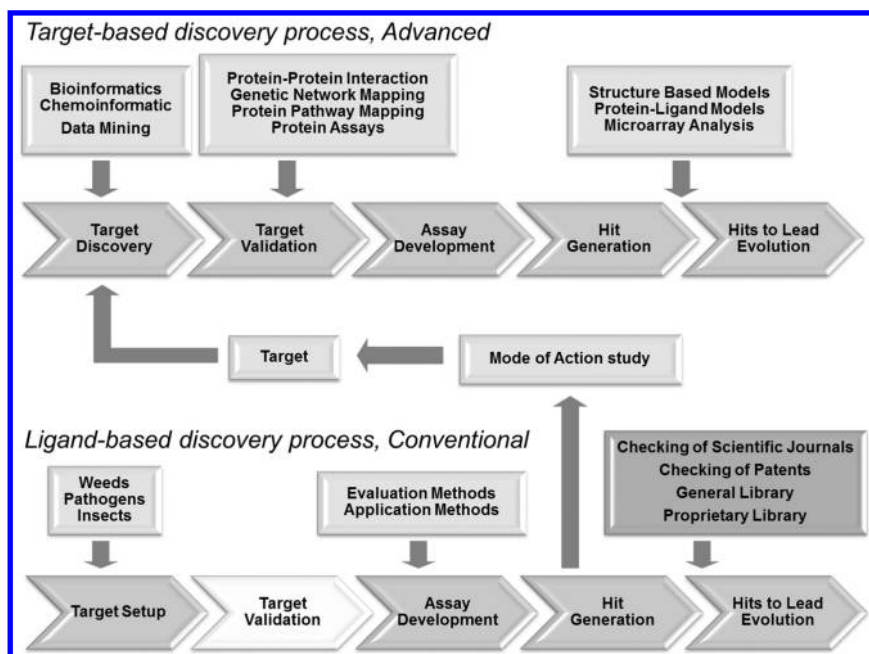 Target-based discovery process, Advanced
Bioinformatics
Chemoinformatic
Data Mining
Protein-Protein Interaction
Genetic Network Mapping
Protein Pathway Mapping
Protein Assays
Structure Based Models
Protein-Ligand Models
Microarray Analysis
Target
Discovery
Target
Validation
Assay
Development
Hit
Generation
Hits to Lead
Evolution
Target
Mode of Action study
Ligand-based discovery process, Conventional
Weeds
Pathogens
Insects
Evaluation Methods
Application Methods
Checking of Scientific Journals
Checking of Patents
General Library
Proprietary Library
Target Setup
Target
Validation
Assay
Development
Hit
Generation
Hits to Lead
Evolution